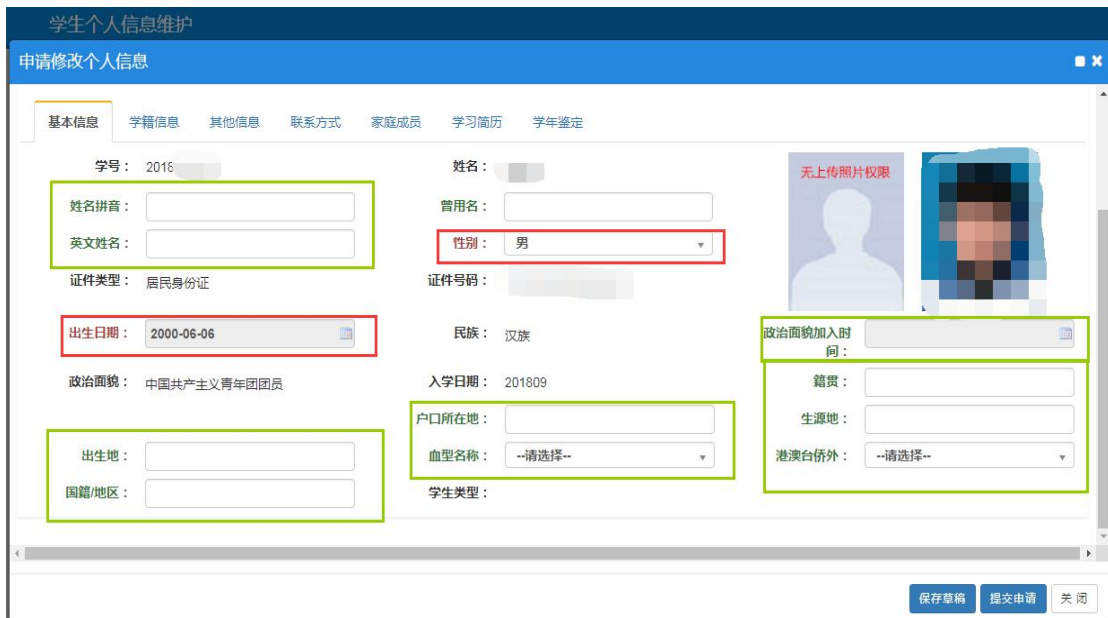 学生个人信息维护
申请修改个人信息
基本信息 学籍信息 其他信息 联系方式 家庭成员 学习简历 学年鉴定
学号： 2018 姓名：
无上传照片权限
姓名拼音： 曾用名：
英文姓名： 性别： 男
证件类型： 居民身份证 证件号码：
出生日期： 2000-06-06 民族： 汉族 政治面貌加入时
间：
政治面貌： 中国共产主义青年团团员 入学日期： 201809 籍贯：
户口所在地： 生源地：
出生地： 血型名称： --请选择-- 港澳台侨外： --请选择--
国籍/地区： 学生类型：
保存草稿 提交申请 关闭